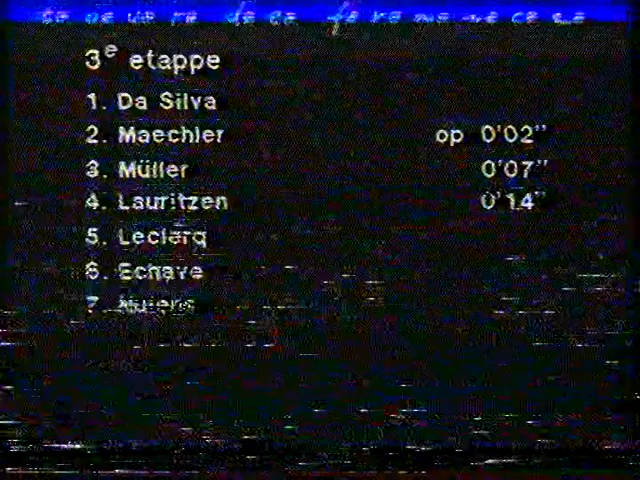 3e etappe
1. Da Silva
2. Maechler op 0'02"
3. Müller 0'07"
4. Lauritzen 0'14"
5. Leclerq
6. Echave
7.